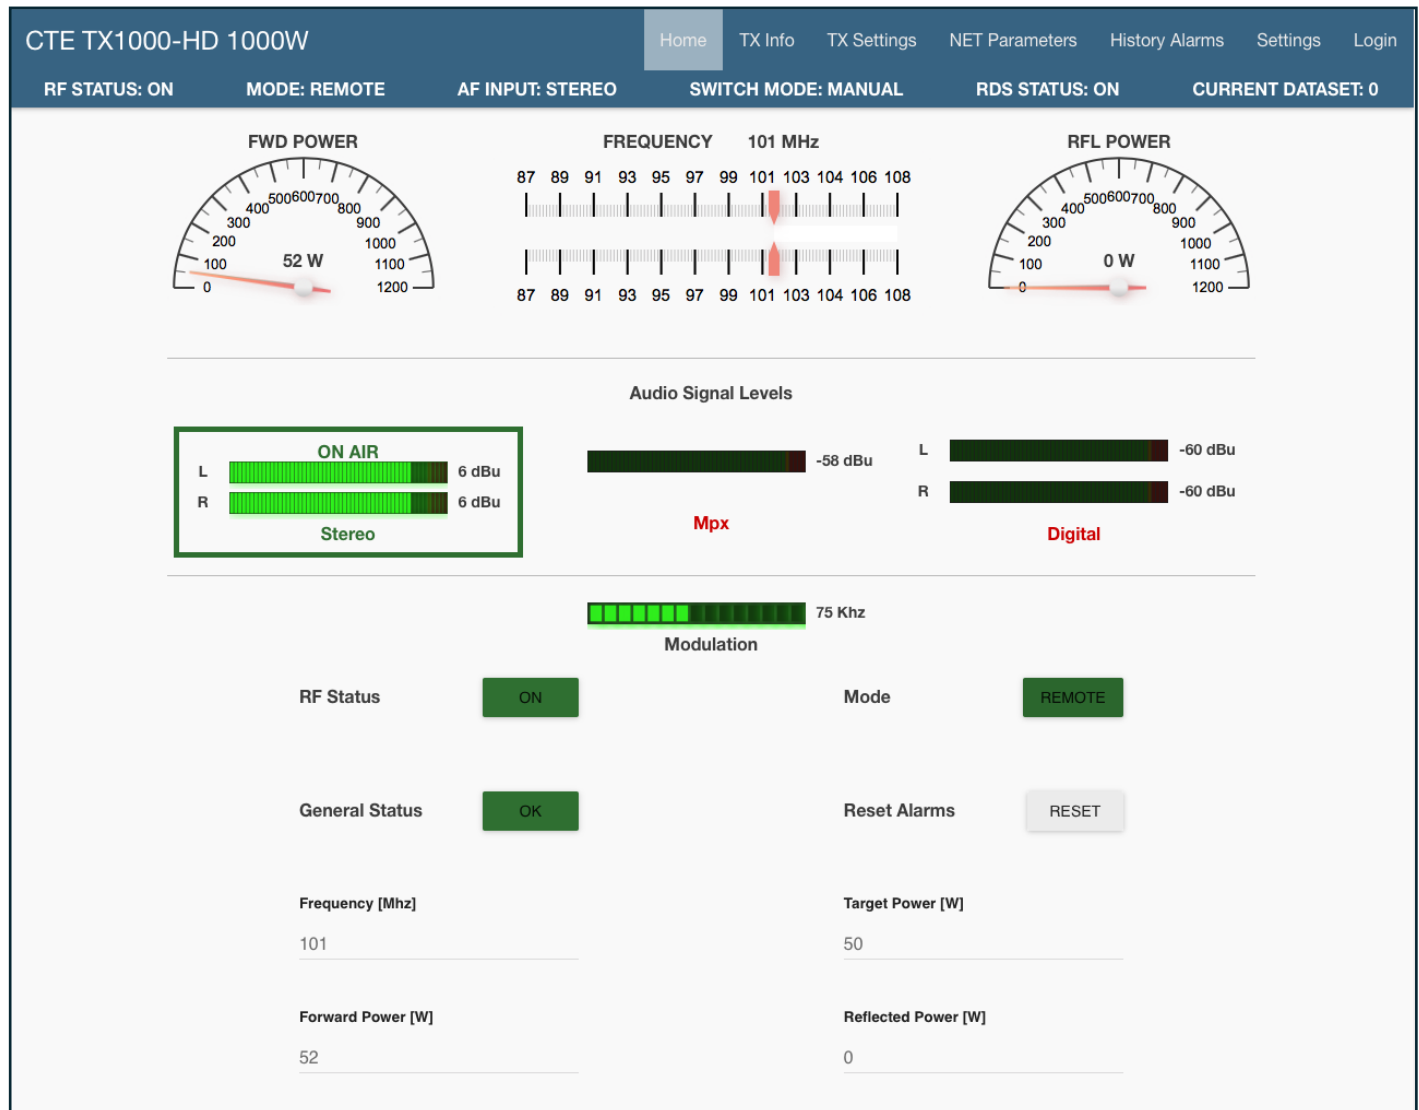 CTE TX1000-HD 1000W Home TX Info TX Settings NET Parameters History Alarms Settings Login
RF STATUS: ON MODE: REMOTE AF INPUT: STEREO SWITCH MODE: MANUAL RDS STATUS: ON CURRENT DATASET: 0
FWD POWER
0 100 200 300 400 500 600 700 800 900 1000 1100 1200
52 W
FREQUENCY 101 MHz
87 89 91 93 95 97 99 101 103 104 106 108
87 89 91 93 95 97 99 101 103 104 106 108
RFL POWER
0 100 200 300 400 500 600 700 800 900 1000 1100 1200
0 W
Audio Signal Levels
ON AIR
L 6 dBu
R 6 dBu
Stereo
-58 dBu
Mpx
L -60 dBu
R -60 dBu
Digital
75 Khz
Modulation
RF Status ON Mode REMOTE
General Status OK Reset Alarms RESET
Frequency [Mhz] Target Power [W]
101 50
Forward Power [W] Reflected Power [W]
52 0